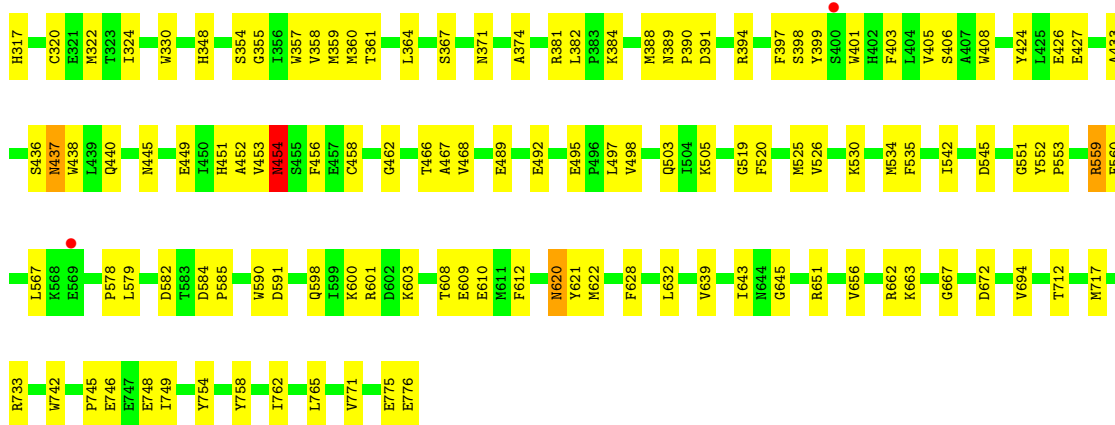 H317 C320 E321 M322 T323 I324 W330 H348 S354 G355 I356 W357 V358 M359 M360 T361 L364 S367 N371 A374 R381 L382 P383 K384 M388 N389 P390 D391 R394 F397 S398 Y399 S400 W401 H402 F403 L404 V405 S406 A407 W408 Y424 L425 E426 E427 A433
S436 N437 W438 L439 Q440 N445 E449 I450 H451 A452 V453 N454 S455 F456 E457 C458 G462 T466 A467 V468 E489 E492 E495 P496 L497 V498 Q503 I504 K505 G519 F520 M525 V526 K530 M534 F535 I542 D545 G551 Y552 P553 R559
L567 K568 E569 P578 L579 D582 T583 D584 P585 W590 D591 Q598 I599 K600 R601 D602 K603 T608 E609 E610 M611 F612 N620 Y621 M622 F628 L632 V639 I643 N644 G645 R651 V656 R662 K663 G667 D672 V694 T712 M717
R733 W742 P745 E746 E747 E748 I749 Y754 Y758 I762 L765 V771 E775 E776